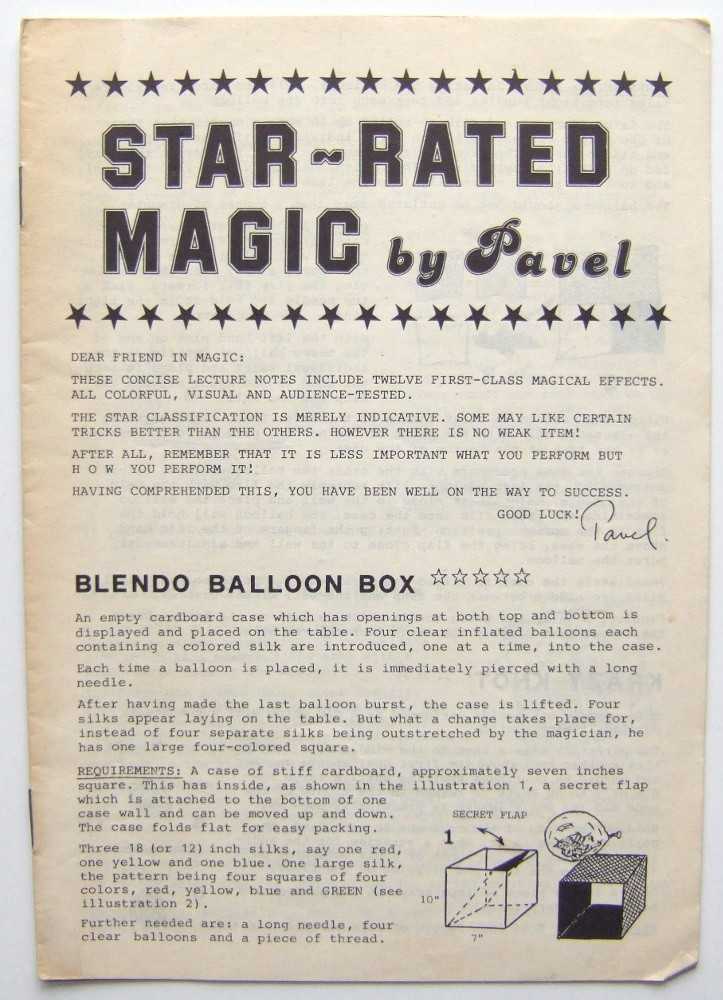 STAR~RATED
MAGIC by Pavel
DEAR FRIEND IN MAGIC:
THESE CONCISE LECTURE NOTES INCLUDE TWELVE FIRST-CLASS MAGICAL EFFECTS.
ALL COLORFUL, VISUAL AND AUDIENCE-TESTED.
THE STAR CLASSIFICATION IS MERELY INDICATIVE. SOME MAY LIKE CERTAIN
TRICKS BETTER THAN THE OTHERS. HOWEVER THERE IS NO WEAK ITEM!
AFTER ALL, REMEMBER THAT IT IS LESS IMPORTANT WHAT YOU PERFORM BUT
H O W YOU PERFORM IT!
HAVING COMPREHENDED THIS, YOU HAVE BEEN WELL ON THE WAY TO SUCCESS.
GOOD LUCK!
Pavel.
BLENDO BALLOON BOX ☆☆☆☆☆
An empty cardboard case which has openings at both top and bottom is
displayed and placed on the table. Four clear inflated balloons each
containing a colored silk are introduced, one at a time, into the case.
Each time a balloon is placed, it is immediately pierced with a long
needle.
After having made the last balloon burst, the case is lifted. Four
silks appear laying on the table. But what a change takes place for,
instead of four separate silks being outstretched by the magician, he
has one large four-colored square.
REQUIREMENTS: A case of stiff cardboard, approximately seven inches
square. This has inside, as shown in the illustration 1, a secret flap
which is attached to the bottom of one
case wall and can be moved up and down.
The case folds flat for easy packing.
Three 18 (or 12) inch silks, say one red,
one yellow and one blue. One large silk,
the pattern being four squares of four
colors, red, yellow, blue and GREEN (see
illustration 2).
Further needed are: a long needle, four
clear balloons and a piece of thread.
SECRET FLAP
1
10"
7"